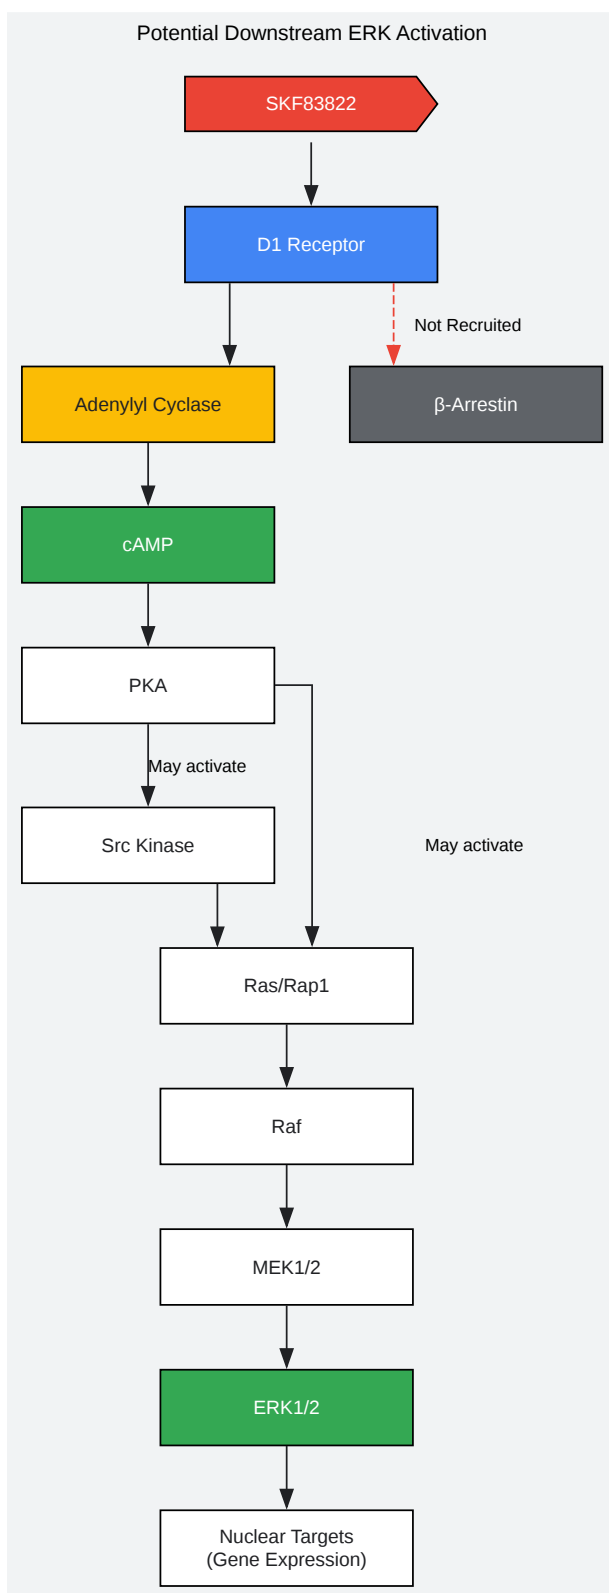 Potential Downstream ERK Activation
SKF83822
D1 Receptor
Not Recruited
Adenylyl Cyclase
β-Arrestin
cAMP
PKA
May activate
Src Kinase
May activate
Ras/Rap1
Raf
MEK1/2
ERK1/2
Nuclear Targets
(Gene Expression)